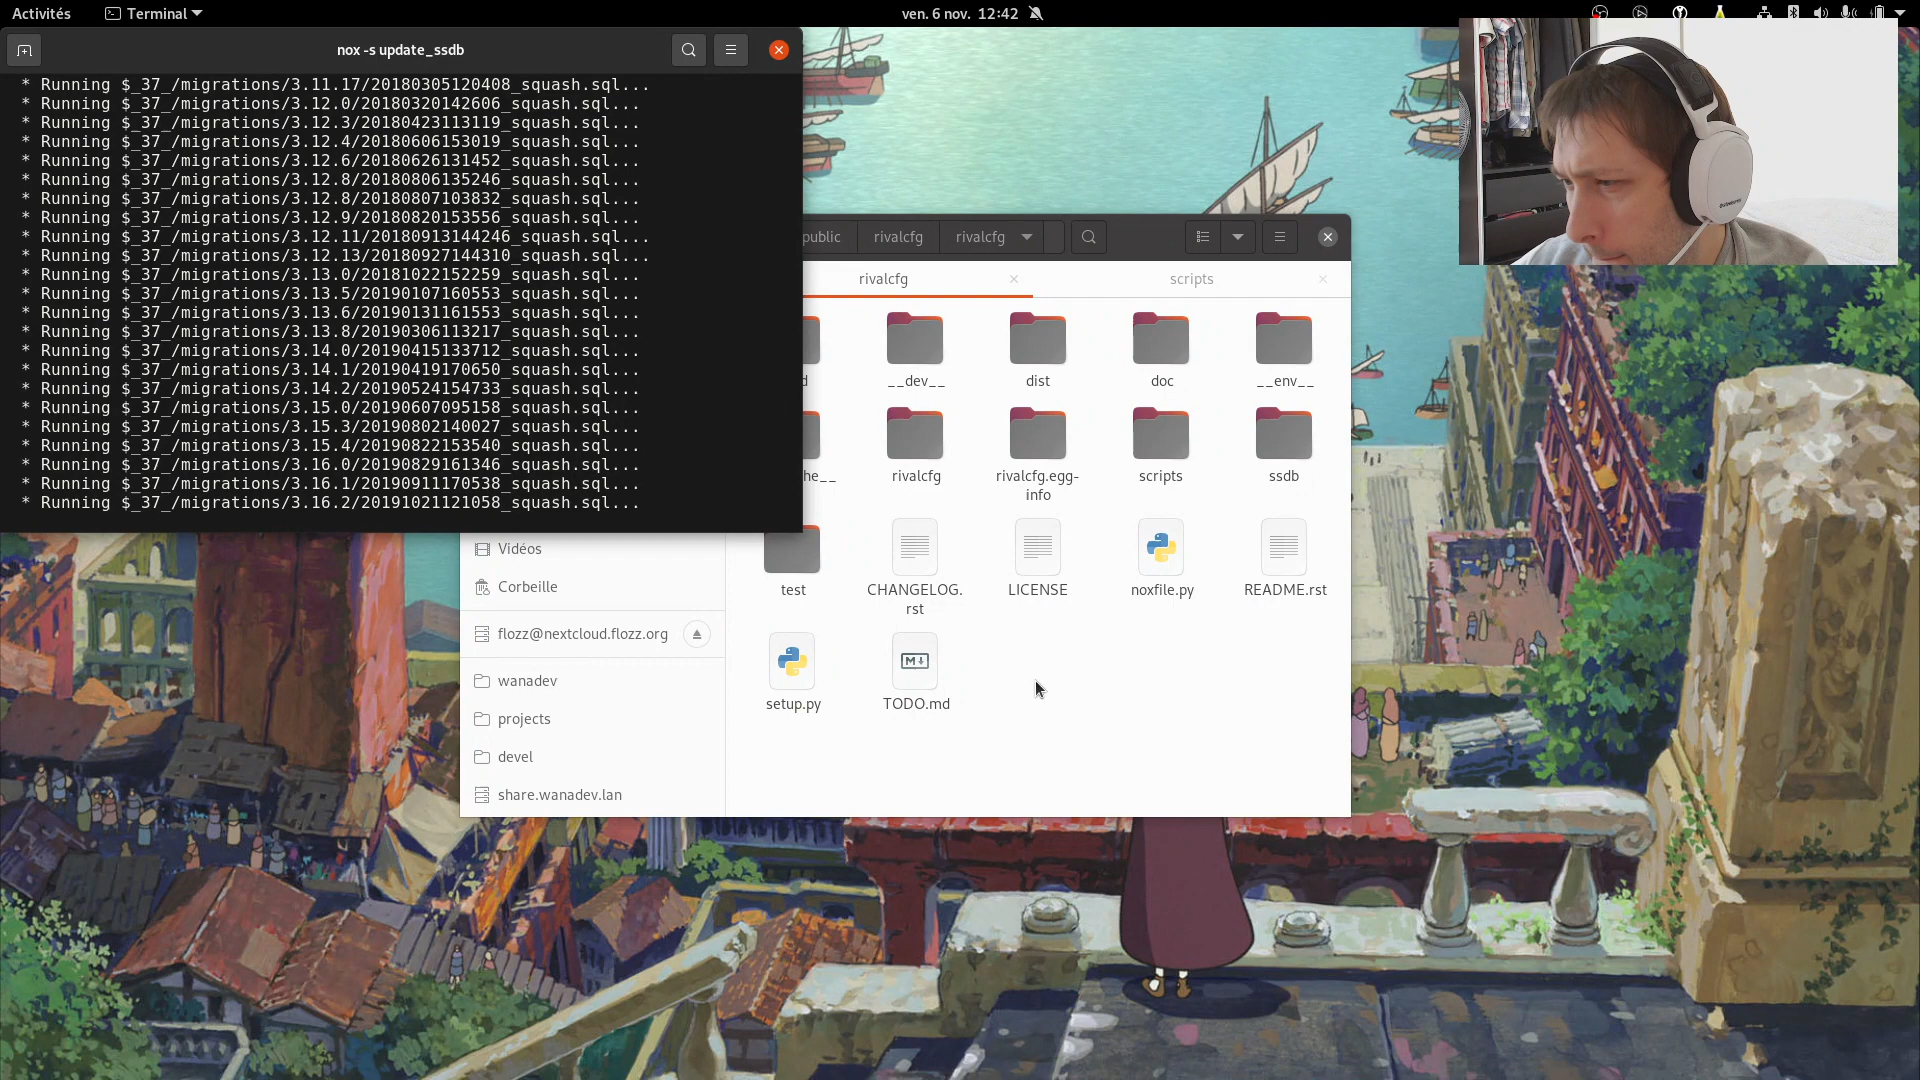 Activités
Terminal
ven. 6 nov. 12:42
nox -s update_ssdb
* Running $_37_/migrations/3.11.17/20180305120408_squash.sql...
* Running $_37_/migrations/3.12.0/20180320142606_squash.sql...
* Running $_37_/migrations/3.12.3/20180423113119_squash.sql...
* Running $_37_/migrations/3.12.4/20180606153019_squash.sql...
* Running $_37_/migrations/3.12.6/20180626131452_squash.sql...
* Running $_37_/migrations/3.12.8/20180806135246_squash.sql...
* Running $_37_/migrations/3.12.8/20180807103832_squash.sql...
* Running $_37_/migrations/3.12.9/20180820153556_squash.sql...
* Running $_37_/migrations/3.12.11/20180913144246_squash.sql...
* Running $_37_/migrations/3.12.13/20180927144310_squash.sql...
* Running $_37_/migrations/3.13.0/20181022152259_squash.sql...
* Running $_37_/migrations/3.13.5/20190107160553_squash.sql...
* Running $_37_/migrations/3.13.6/20190131161553_squash.sql...
* Running $_37_/migrations/3.13.8/20190306113217_squash.sql...
* Running $_37_/migrations/3.14.0/20190415133712_squash.sql...
* Running $_37_/migrations/3.14.1/20190419170650_squash.sql...
* Running $_37_/migrations/3.14.2/20190524154733_squash.sql...
* Running $_37_/migrations/3.15.0/20190607095158_squash.sql...
* Running $_37_/migrations/3.15.3/20190802140027_squash.sql...
* Running $_37_/migrations/3.15.4/20190822153540_squash.sql...
* Running $_37_/migrations/3.16.0/20190829161346_squash.sql...
* Running $_37_/migrations/3.16.1/20190911170538_squash.sql...
* Running $_37_/migrations/3.16.2/20191021121058_squash.sql...
public
rivalcfg
rivalcfg
rivalcfg
scripts
d
__dev__
dist
doc
__env__
he__
rivalcfg
rivalcfg.egg-
info
scripts
ssdb
test
CHANGELOG.
rst
LICENSE
noxfile.py
README.rst
setup.py
TODO.md
Vidéos
Corbeille
flozz@nextcloud.flozz.org
wanadev
projects
devel
share.wanadev.lan